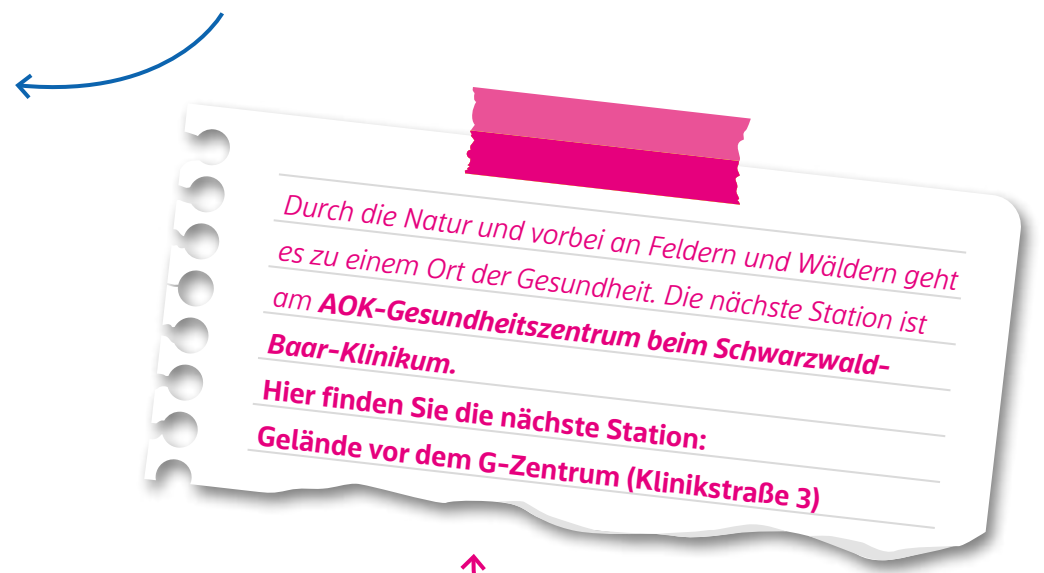 Durch die Natur und vorbei an Feldern und Wäldern geht
es zu einem Ort der Gesundheit. Die nächste Station ist
am AOK-Gesundheitszentrum beim Schwarzwald-
Baar-Klinikum.
Hier finden Sie die nächste Station:
Gelände vor dem G-Zentrum (Klinikstraße 3)